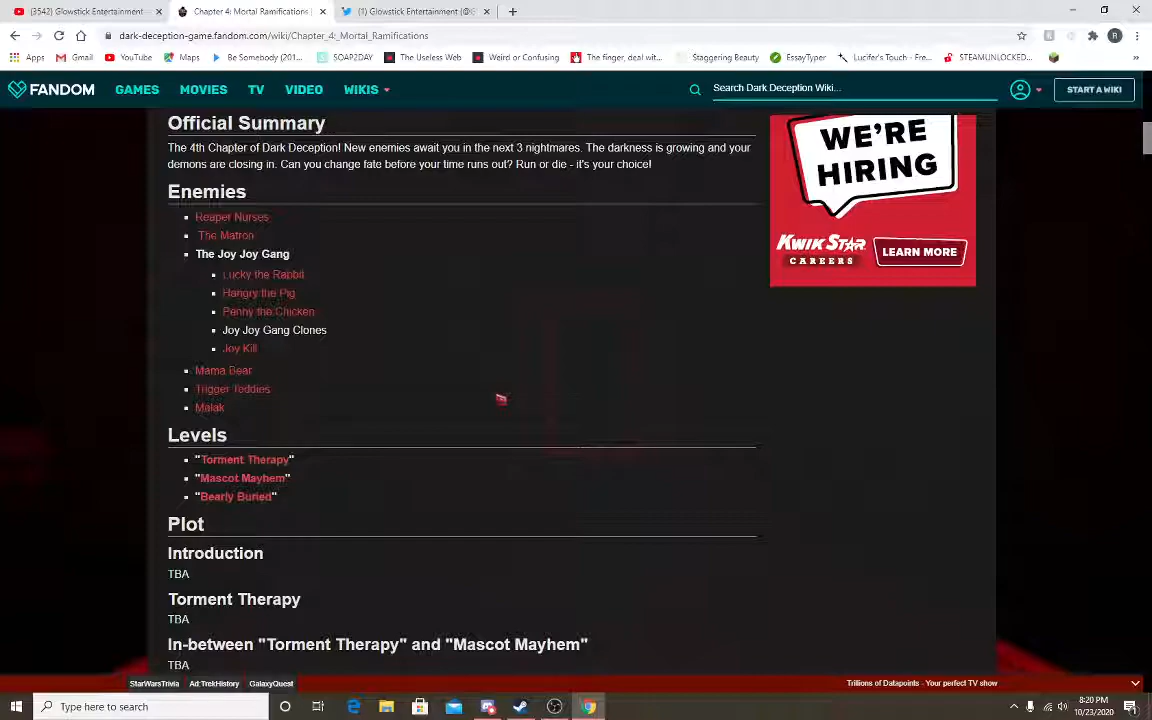 (3542) Glowstick Entertainment
Chapter 4: Mortal Ramifications
(1) Glowstick Entertainment (@G
dark-deception-game.fandom.com/wiki/Chapter_4:_Mortal_Ramifications
R
Apps
Gmail
YouTube
Maps
Be Somebody (201...
SOAP2DAY
The Useless Web
Weird or Confusing
The finger, deal wit...
Staggering Beauty
EssayTyper
Lucifer's Touch - Fre...
STEAMUNLOCKED...
FANDOM
GAMES
MOVIES
TV
VIDEO
WIKIS
Search Dark Deception Wiki...
START A WIKI
Official Summary
The 4th Chapter of Dark Deception! New enemies await you in the next 3 nightmares. The darkness is growing and your
demons are closing in. Can you change fate before your time runs out? Run or die - it's your choice!
WE'RE
HIRING
KWIK STAR
CAREERS
LEARN MORE
Enemies
Reaper Nurses
The Matron
The Joy Joy Gang
Lucky the Rabbit
Hangry the Pig
Penny the Chicken
Joy Joy Gang Clones
Joy Kill
Mama Bear
Trigger Teddies
Malak
Levels
"Torment Therapy"
"Mascot Mayhem"
"Bearly Buried"
Plot
Introduction
TBA
Torment Therapy
TBA
In-between "Torment Therapy" and "Mascot Mayhem"
TBA
StarWarsTrivia
Ad:TrekHistory
GalaxyQuest
Trillions of Datapoints - Your perfect TV show
Type here to search
8:20 PM
10/23/2020